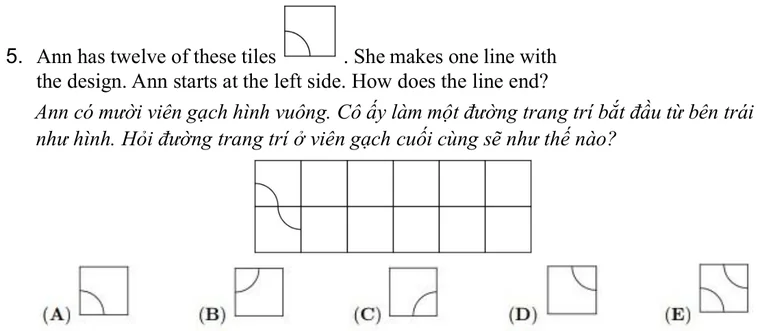 5. Ann has twelve of these tiles . She makes one line with
the design. Ann starts at the left side. How does the line end?
Ann có mười viên gạch hình vuông. Cô ấy làm một đường trang trí bắt đầu từ bên trái
như hình. Hỏi đường trang trí ở viên gạch cuối cùng sẽ như thế nào?
(A) (B) (C) (D) (E)